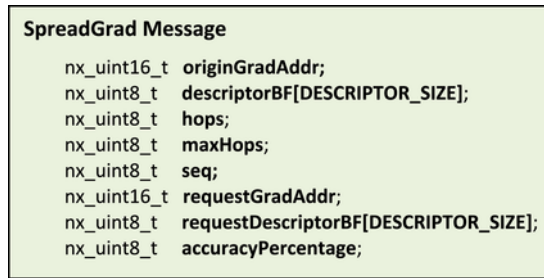 SpreadGrad Message
nx_uint16_t originGradAddr;
nx_uint8_t descriptorBF[DESCRIPTOR_SIZE];
nx_uint8_t hops;
nx_uint8_t maxHops;
nx_uint8_t seq;
nx_uint16_t requestGradAddr;
nx_uint8_t requestDescriptorBF[DESCRIPTOR_SIZE];
nx_uint8_t accuracyPercentage;